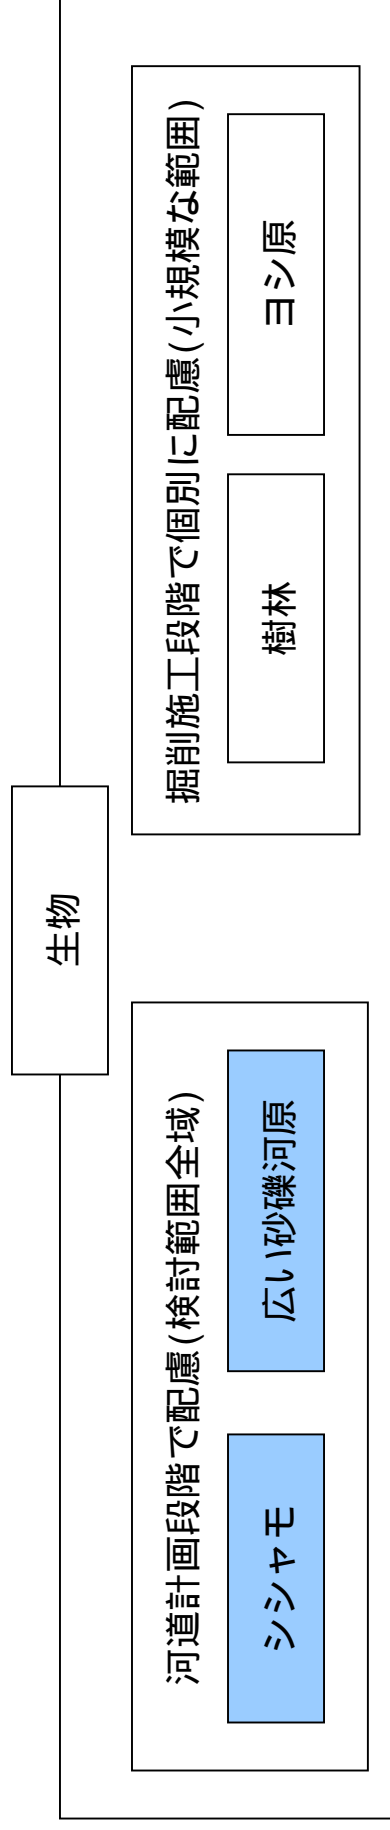 生物
河道計画段階で配慮(検討範囲全域)
シシャモ
広い砂礫河原
掘削施工段階で個別に配慮(小規模な範囲)
樹林
ヨシ原